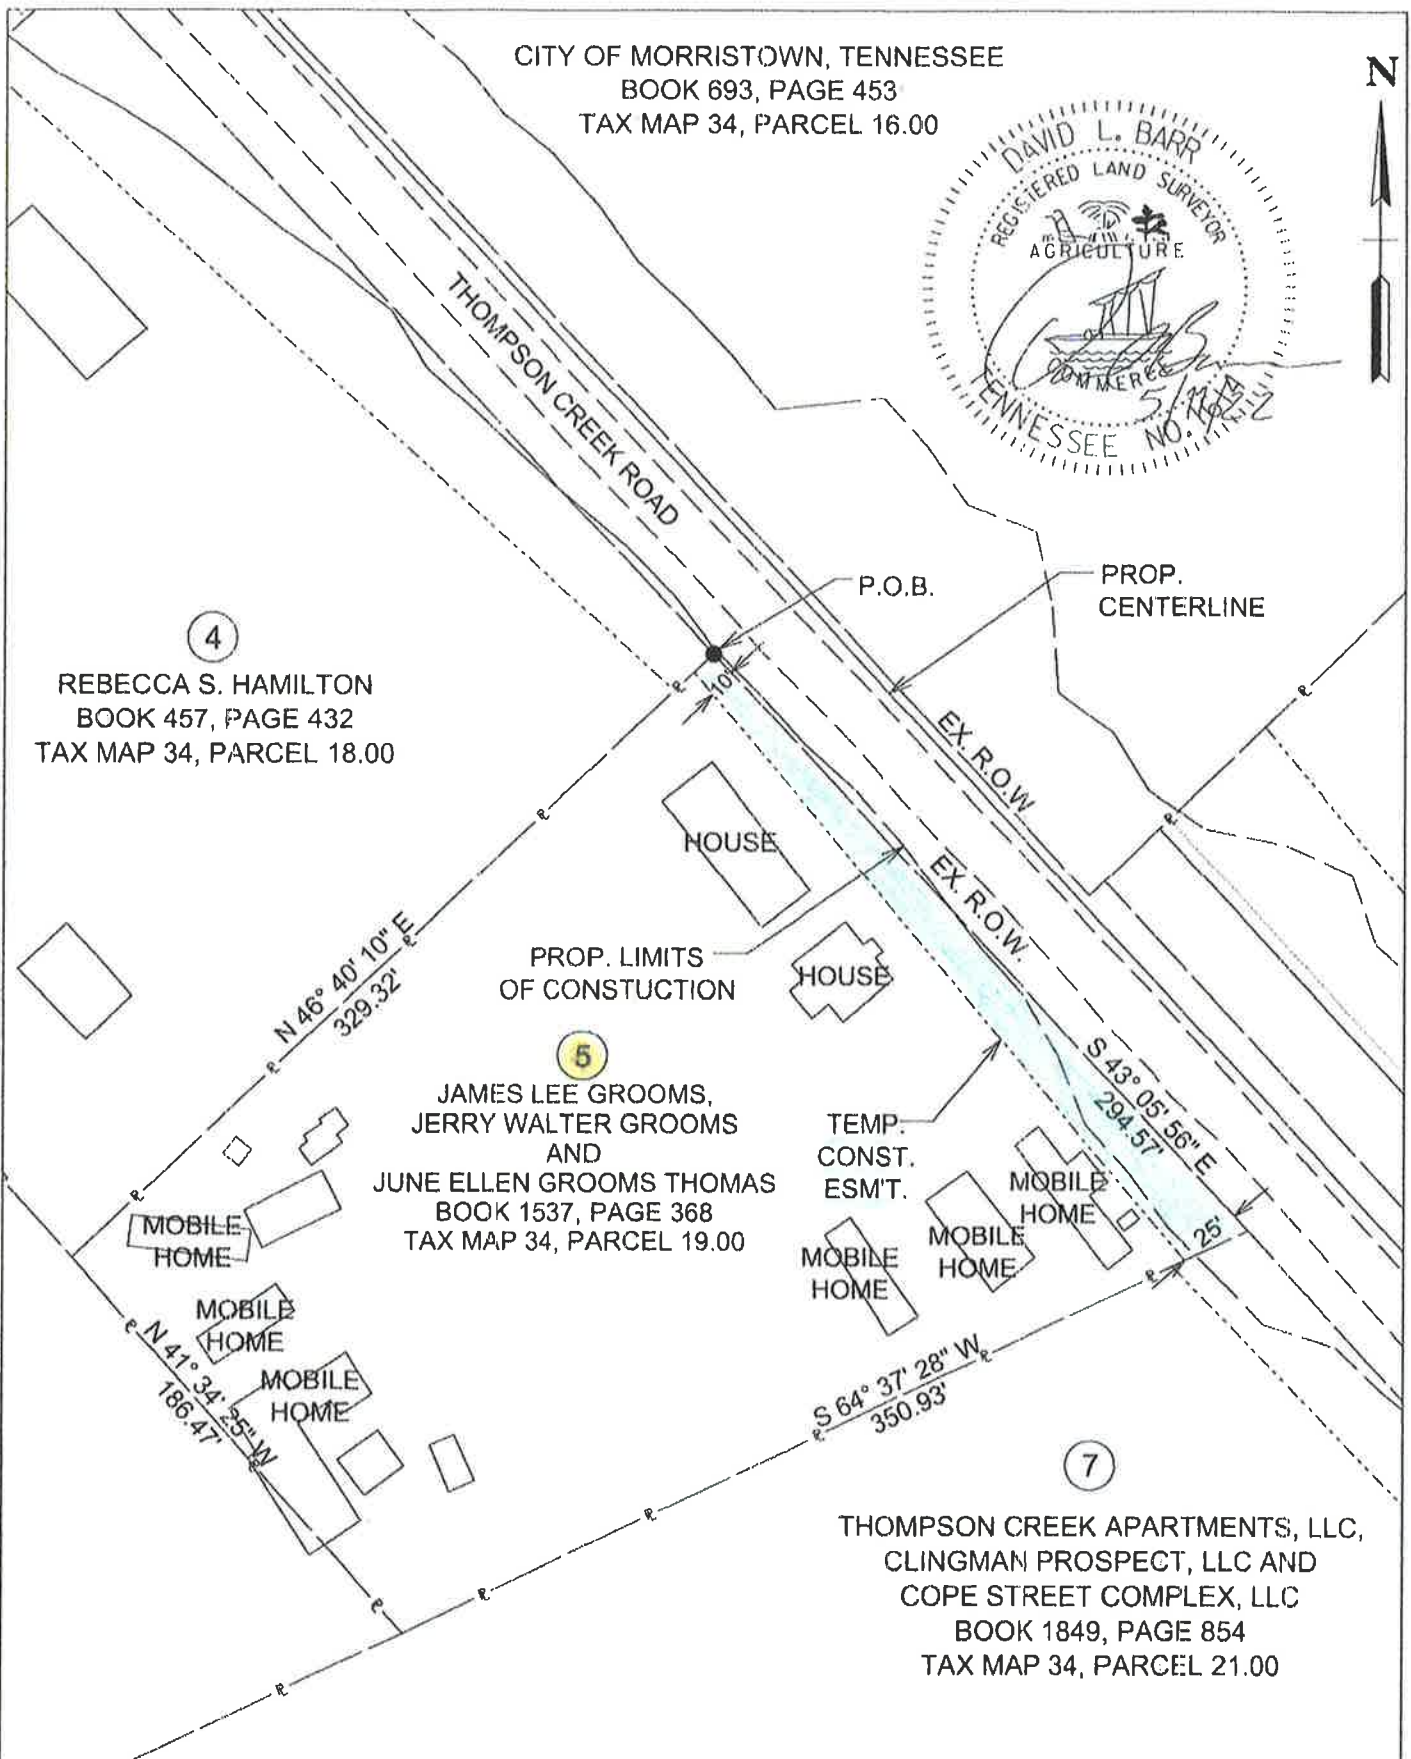 CITY OF MORRISTOWN, TENNESSEE
BOOK 693, PAGE 453
TAX MAP 34, PARCEL 16.00
N
DAVID L. BARR
REGISTERED LAND SURVEYOR
AGRICULTURE
COMMERCE
TENNESSEE NO.
THOMPSON CREEK ROAD
P.O.B.
PROP.
CENTERLINE
4
REBECCA S. HAMILTON
BOOK 457, PAGE 432
TAX MAP 34, PARCEL 18.00
10'
EX. R.O.W
HOUSE
EX. R.O.W.
PROP. LIMITS
OF CONSTUCTION
HOUSE
N 46° 40' 10" E
329.32'
5
JAMES LEE GROOMS,
JERRY WALTER GROOMS
AND
JUNE ELLEN GROOMS THOMAS
BOOK 1537, PAGE 368
TAX MAP 34, PARCEL 19.00
TEMP.
CONST.
ESM'T.
S 43° 05' 56" E
294.57'
MOBILE
HOME
MOBILE
HOME
MOBILE
HOME
25'
MOBILE
HOME
MOBILE
HOME
MOBILE
HOME
N 41° 34' 25" W
186.47'
S 64° 37' 28" W
350.93'
7
THOMPSON CREEK APARTMENTS, LLC,
CLINGMAN PROSPECT, LLC AND
COPE STREET COMPLEX, LLC
BOOK 1849, PAGE 854
TAX MAP 34, PARCEL 21.00